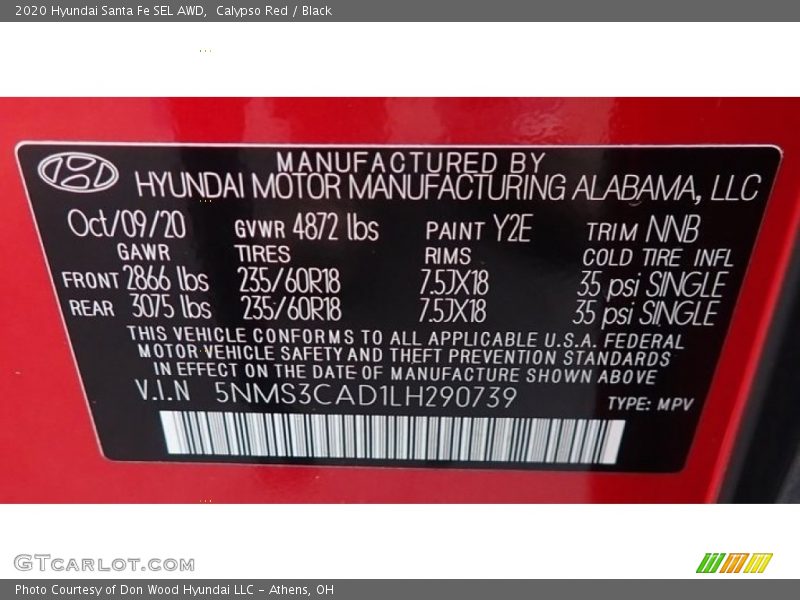 2020 Hyundai Santa Fe SEL AWD,  Calypso Red / Black
MANUFACTURED BY
HYUNDAI MOTOR MANUFACTURING ALABAMA, LLC
Oct/09/20 GVWR 4872 lbs PAINT Y2E TRIM NNB
GAWR TIRES RIMS COLD TIRE INFL
FRONT 2866 lbs 235/60R18 7.5JX18 35 psi SINGLE
REAR 3075 lbs 235/60R18 7.5JX18 35 psi SINGLE
THIS VEHICLE CONFORMS TO ALL APPLICABLE U.S.A. FEDERAL
MOTOR VEHICLE SAFETY AND THEFT PREVENTION STANDARDS
IN EFFECT ON THE DATE OF MANUFACTURE SHOWN ABOVE
V.I.N 5NMS3CAD1LH290739 TYPE: MPV
GTCARLOT.COM
Photo Courtesy of Don Wood Hyundai LLC - Athens, OH